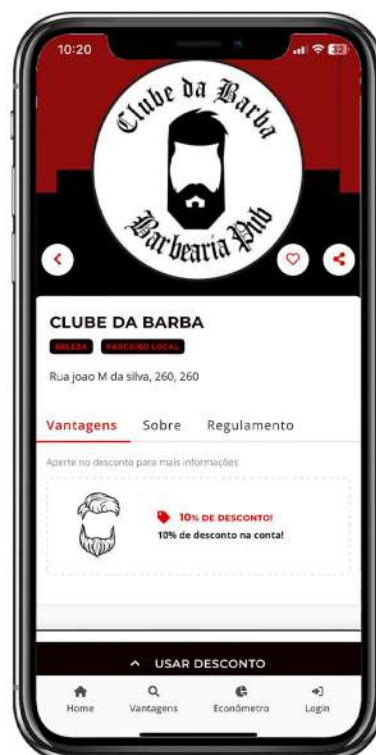 10:20
32
Clube da Barba
Barbearia Pub
CLUBE DA BARBA
BELEZA PARCEIRO LOCAL
Rua joao M da silva, 260, 260
Vantagens Sobre Regulamento
Aperte no desconto para mais informações
10% DE DESCONTO!
10% de desconto na conta!
USAR DESCONTO
Home Vantagens Econômetro Login